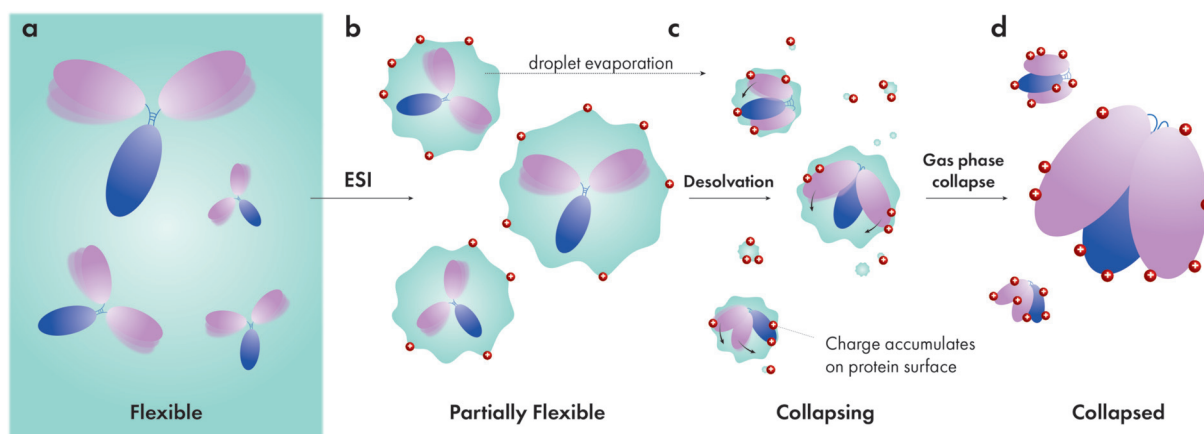 a
b
c
d
droplet evaporation
ESI
Desolvation
Gas phase
collapse
Charge accumulates
on protein surface
Flexible
Partially Flexible
Collapsing
Collapsed